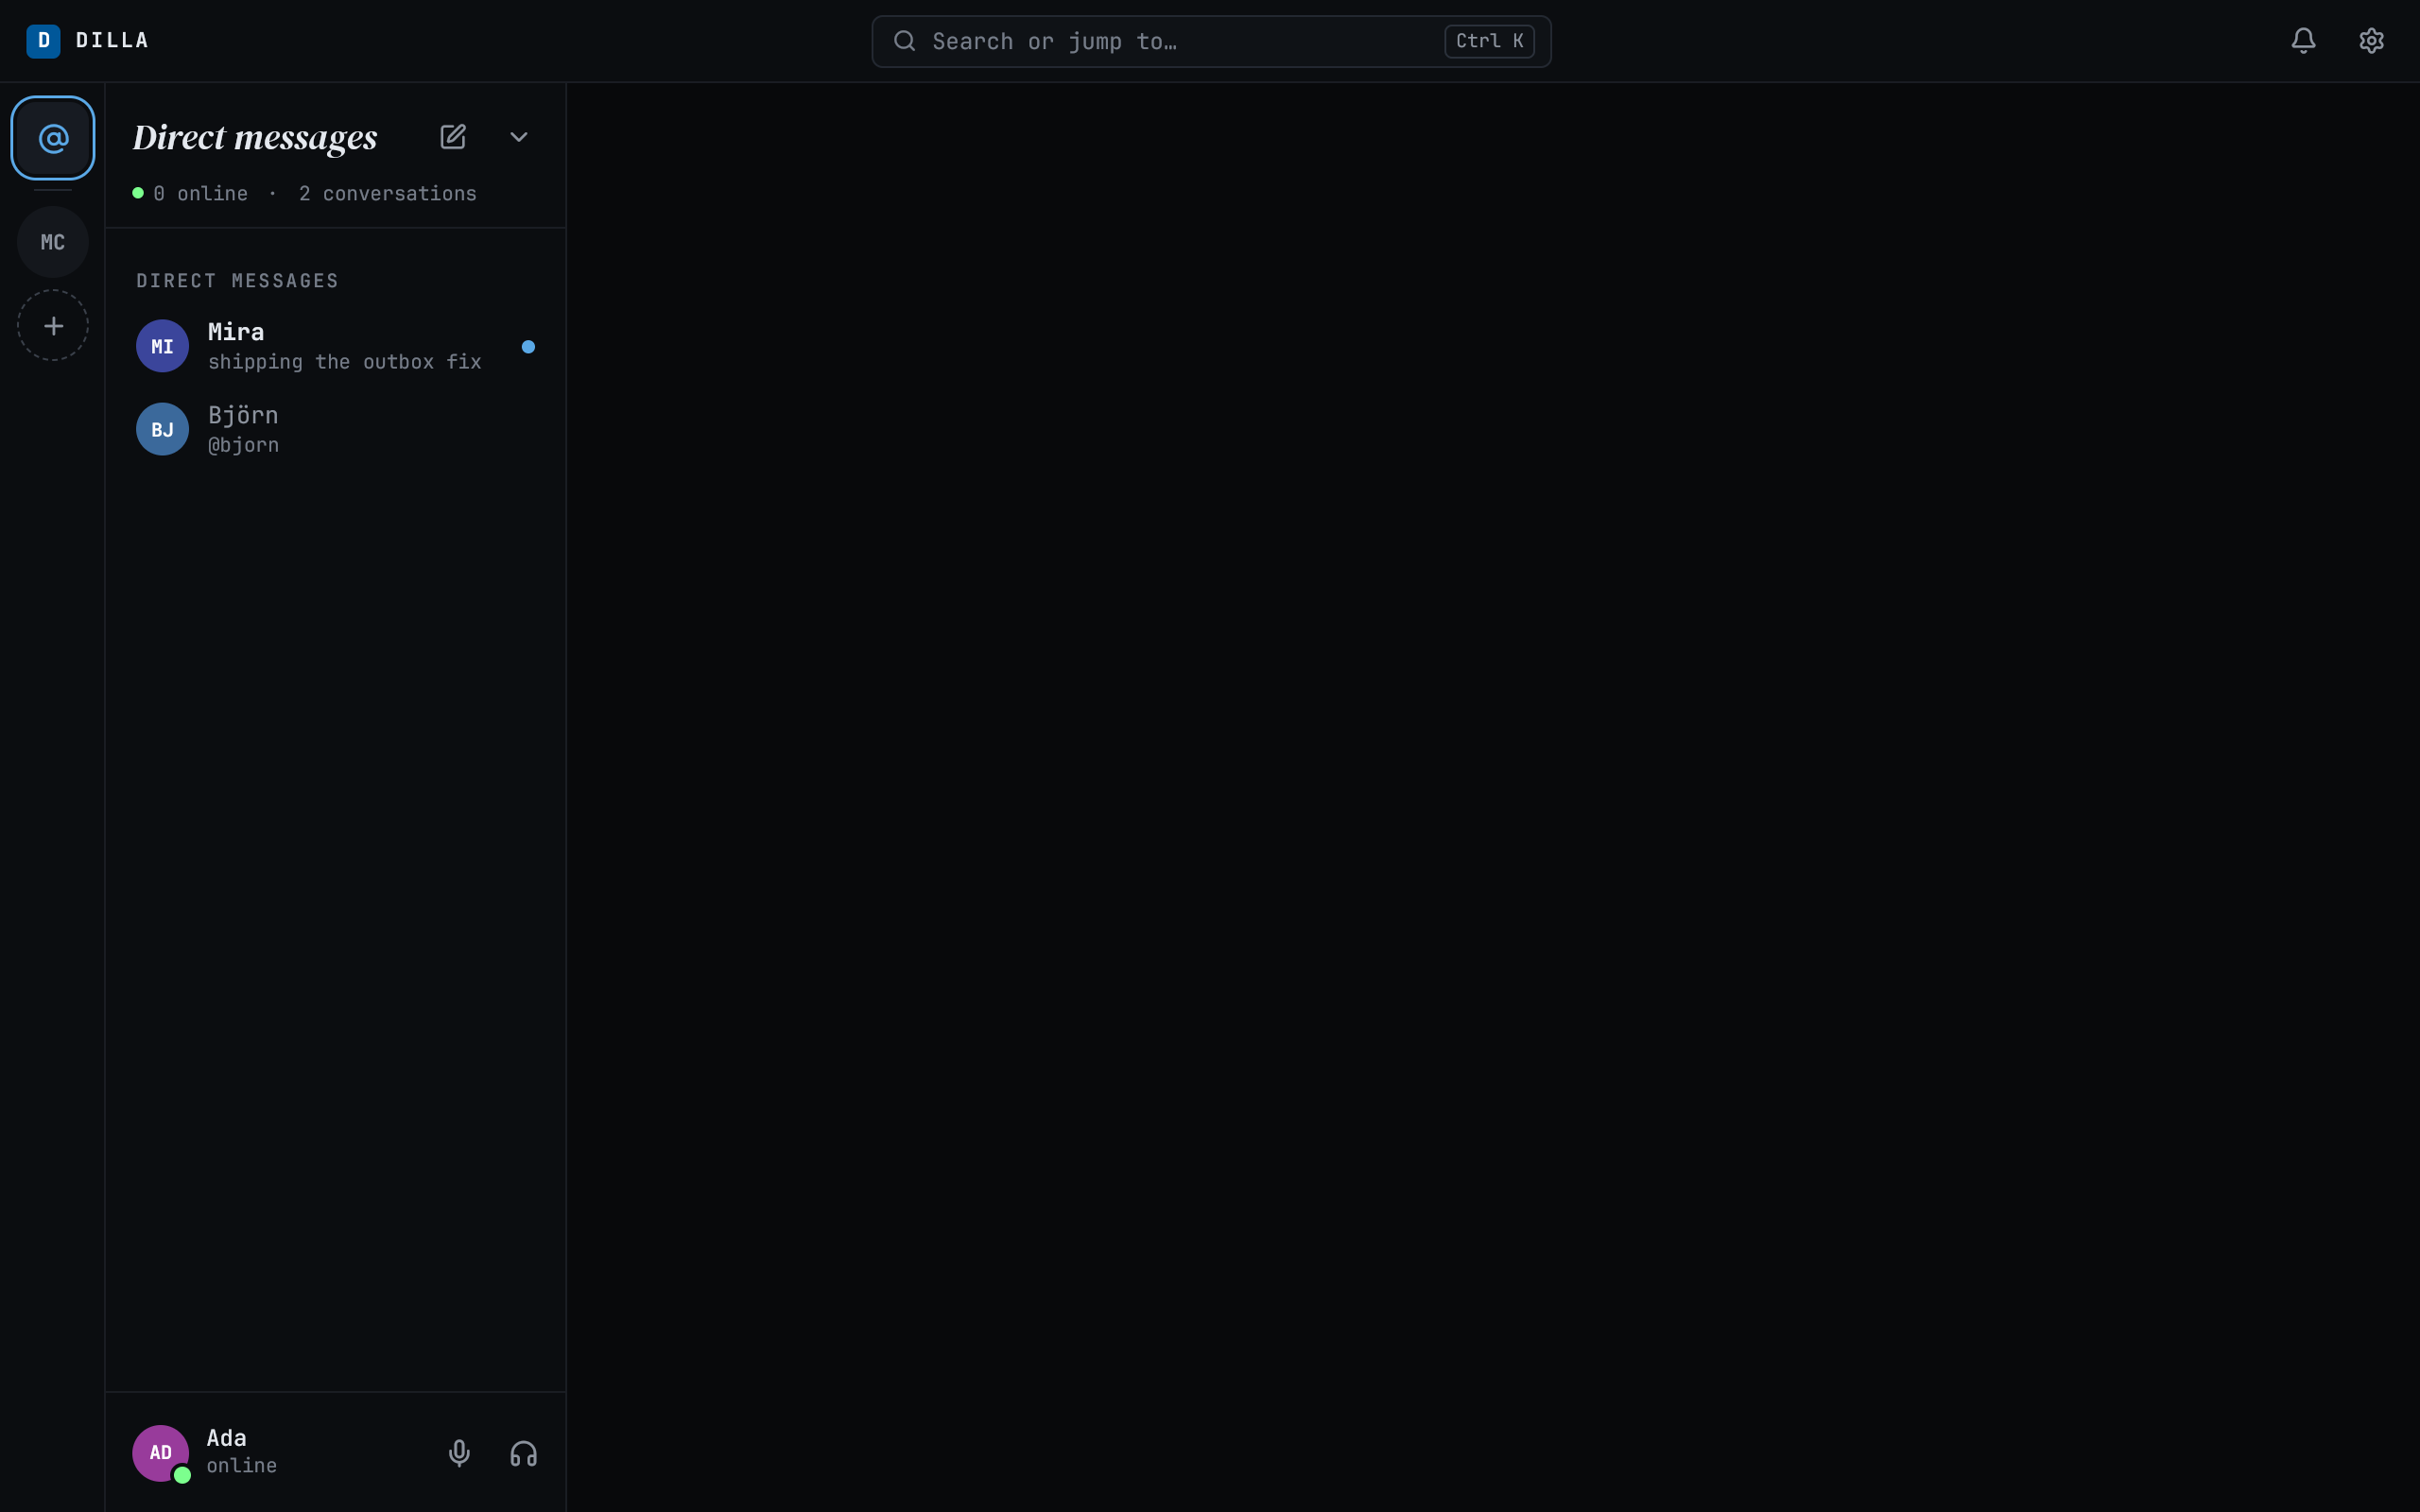 D DILLA
Search or jump to… Ctrl K
@
Direct messages
0 online · 2 conversations
MC
DIRECT MESSAGES
MI Mira
shipping the outbox fix
BJ Björn
@bjorn
AD Ada
online